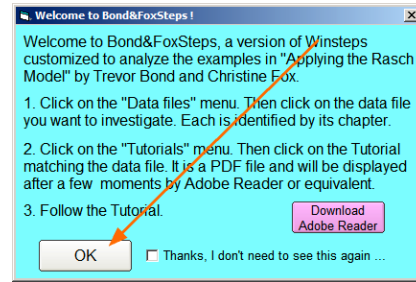 Welcome to Bond&FoxSteps !
Welcome to Bond&FoxSteps, a version of Winsteps
customized to analyze the examples in "Applying the Rasch
Model" by Trevor Bond and Christine Fox.
1. Click on the "Data files" menu. Then click on the data file
you want to investigate. Each is identified by its chapter.
2. Click on the "Tutorials" menu. Then click on the Tutorial
matching the data file. It is a PDF file and will be displayed
after a few moments by Adobe Reader or equivalent.
3. Follow the Tutorial.
Download
Adobe Reader
OK
Thanks, I don't need to see this again ...